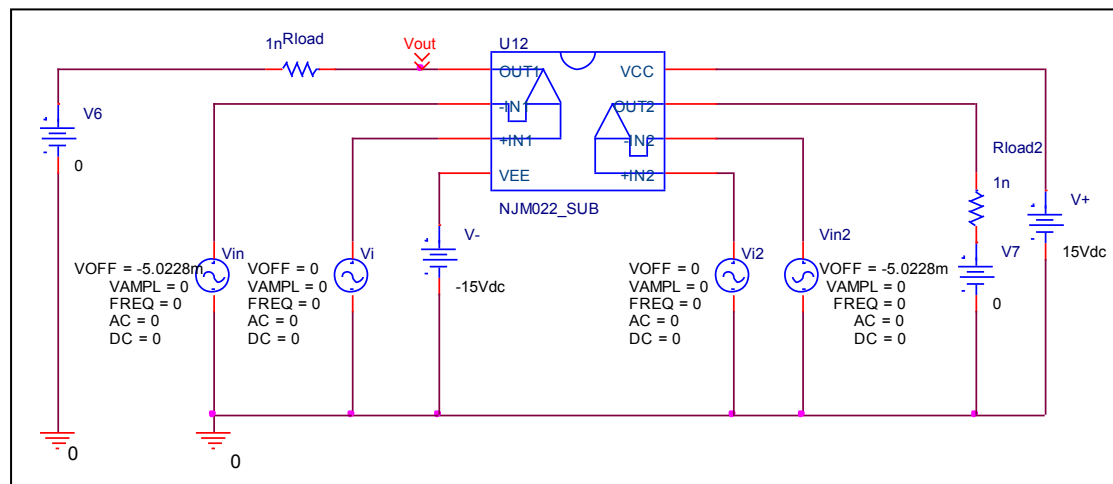 1n
Rload
Vout
U12
OUT1
-IN1
+IN1
VEE
VCC
OUT2
-IN2
+IN2
NJM022_SUB
V6
0
Rload2
1n
V+
15Vdc
V7
0
V-
-15Vdc
Vin
VOFF = -5.0228m
VAMPL = 0
FREQ = 0
AC = 0
DC = 0
Vi
VOFF = 0
VAMPL = 0
FREQ = 0
AC = 0
DC = 0
Vi2
VOFF = 0
VAMPL = 0
FREQ = 0
AC = 0
DC = 0
Vin2
VOFF = -5.0228m
VAMPL = 0
FREQ = 0
AC = 0
DC = 0
0
0